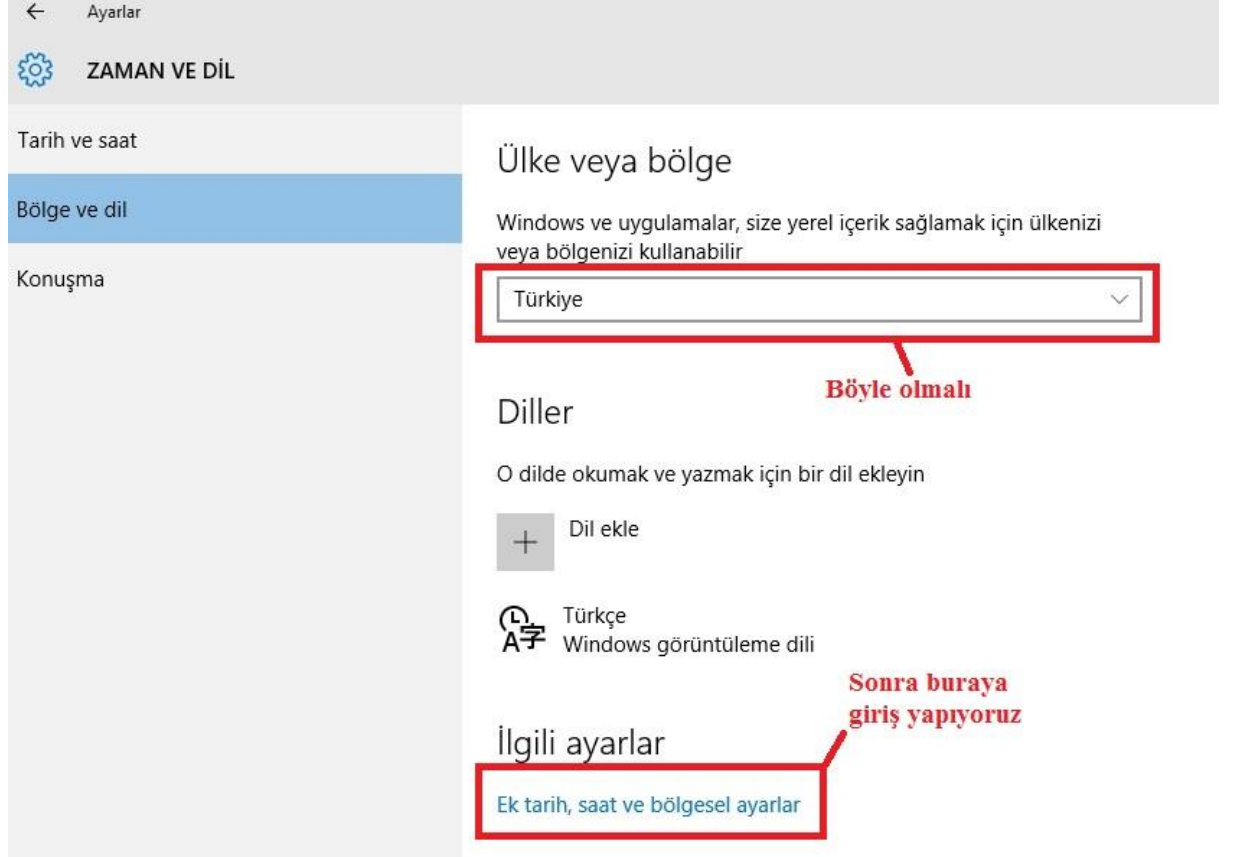 Ayarlar
ZAMAN VE DİL
Tarih ve saat
Bölge ve dil
Konuşma
Ülke veya bölge
Windows ve uygulamalar, size yerel içerik sağlamak için ülkenizi
veya bölgenizi kullanabilir
Türkiye
Böyle olmalı
Diller
O dilde okumak ve yazmak için bir dil ekleyin
Dil ekle
Türkçe
Windows görüntüleme dili
Sonra buraya
giriş yapıyoruz
İlgili ayarlar
Ek tarih, saat ve bölgesel ayarlar